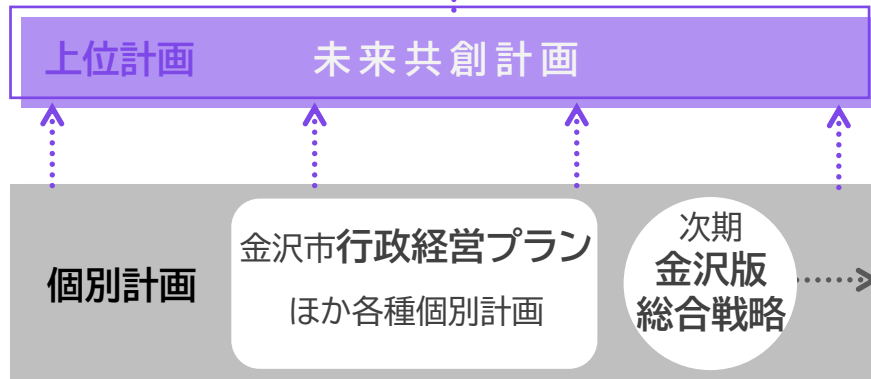 上位計画
未来共創計画
個別計画
金沢市行政経営プラン
ほか各種個別計画
次期
金沢版
総合戦略